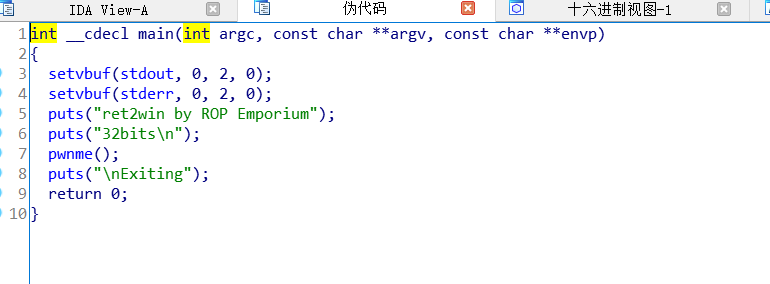 IDA View-A 伪代码 十六进制视图-1
1 int __cdecl main(int argc, const char **argv, const char **envp)
2 {
3 setvbuf(stdout, 0, 2, 0);
4 setvbuf(stderr, 0, 2, 0);
5 puts("ret2win by ROP Emporium");
6 puts("32bits\n");
7 pwnme();
8 puts("\nExiting");
9 return 0;
10 }